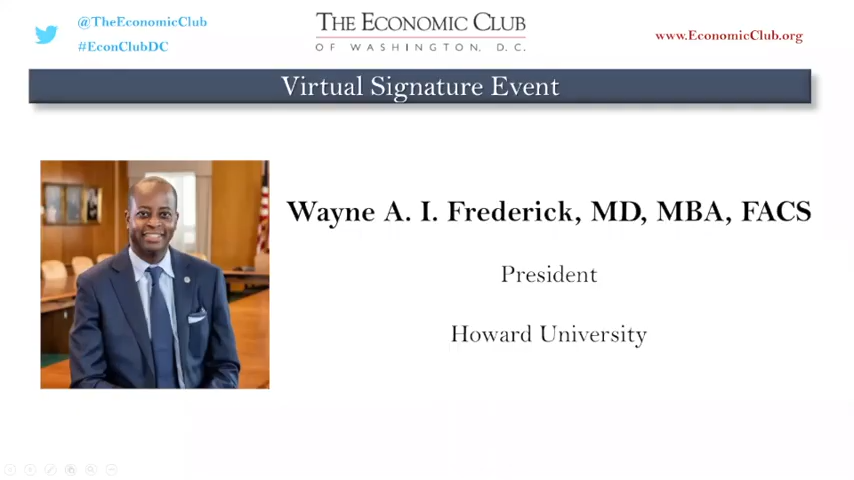 @TheEconomicClub
#EconClubDC
THE ECONOMIC CLUB
OF WASHINGTON, D.C.
www.EconomicClub.org
Virtual Signature Event
Wayne A. I. Frederick, MD, MBA, FACS
President
Howard University